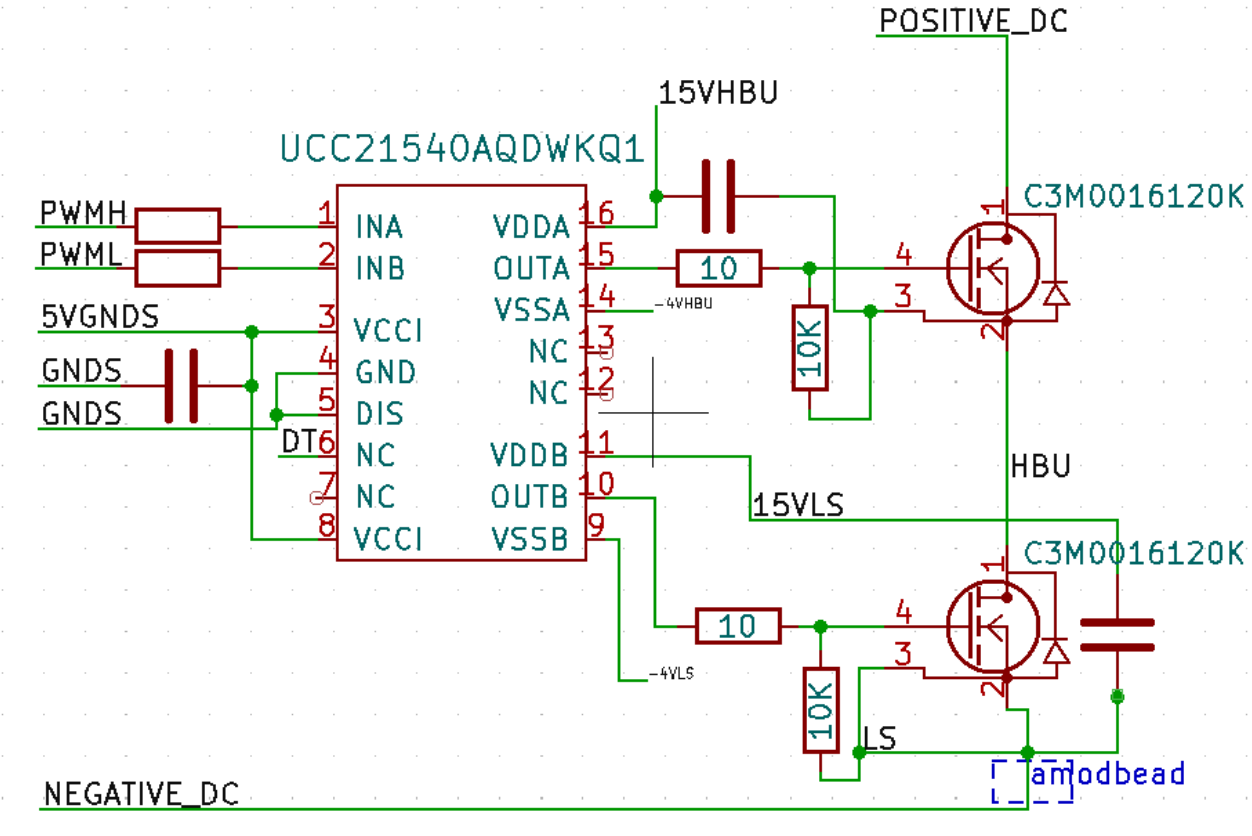 POSITIVE_DC
15VHBU
UCC21540AQDWKQ1
C3M0016120K
PWMH
1
INA
VDDA
16
1
PWML
2
INB
OUTA
15
10
4
VSSA
14
-4VHBU
3
5VGNDS
3
VCCI
NC
13
10K
2
GNDS
4
GND
NC
12
GNDS
5
DIS
DT
6
NC
VDDB
11
HBU
7
NC
OUTB
10
15VLS
8
VCCI
VSSB
9
C3M0016120K
1
10
4
3
-4VLS
10K
2
LS
amodbead
NEGATIVE_DC